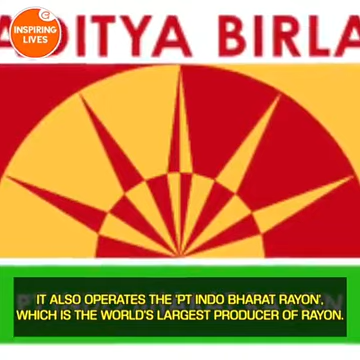 INSPIRING
LIVES
ADITYA BIRLA
IT ALSO OPERATES THE 'PT INDO BHARAT RAYON',
WHICH IS THE WORLD'S LARGEST PRODUCER OF RAYON.